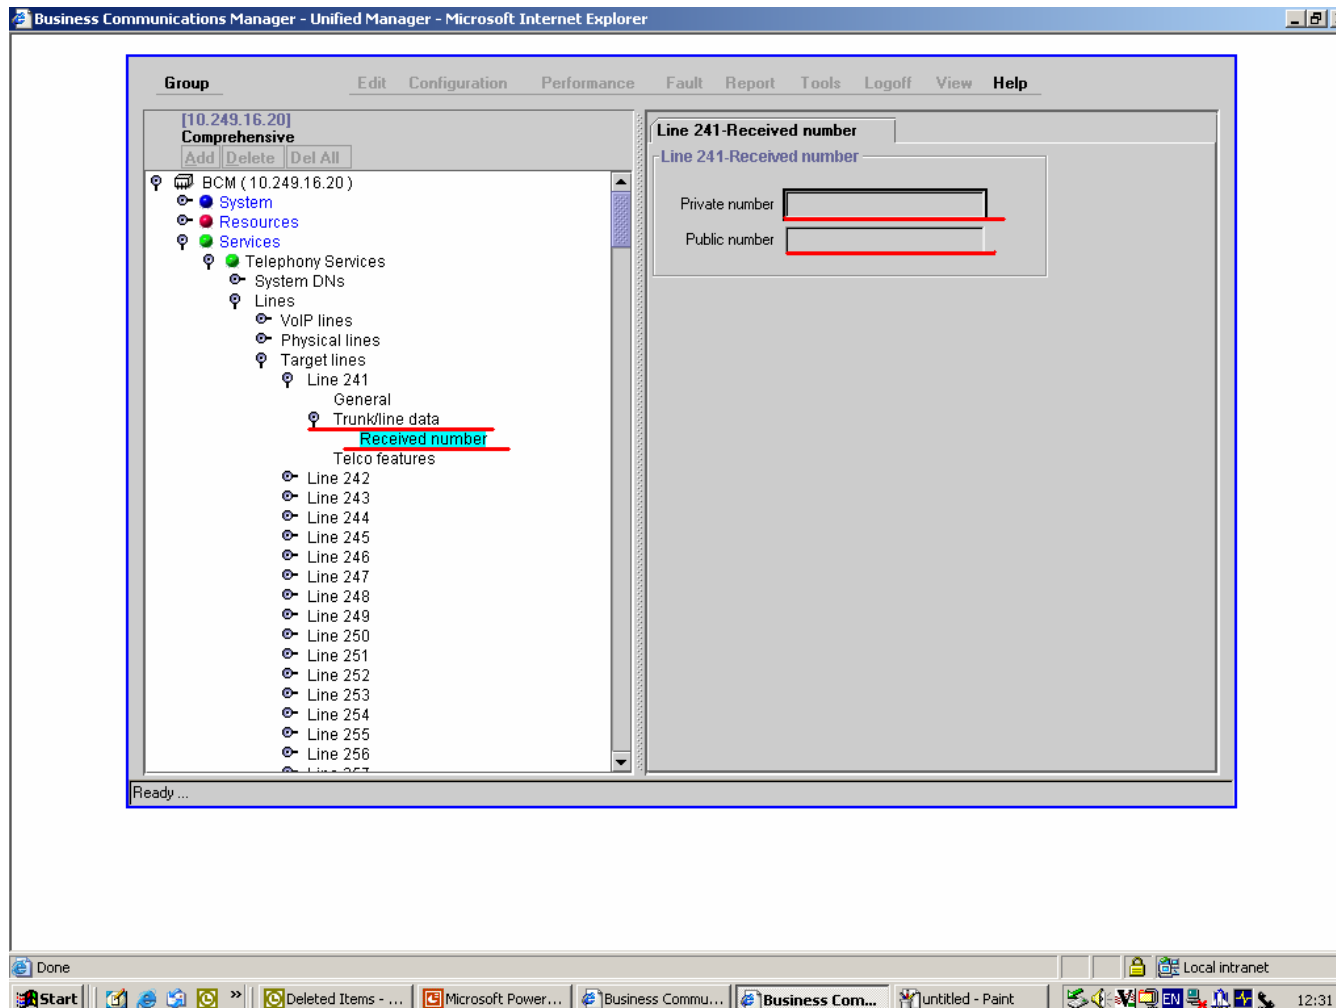 Business Communications Manager - Unified Manager - Microsoft Internet Explorer
Group Edit Configuration Performance Fault Report Tools Logoff View Help
[10.249.16.20]
Comprehensive
Add Delete Del All
BCM ( 10.249.16.20 )
System
Resources
Services
Telephony Services
System DNs
Lines
VoIP lines
Physical lines
Target lines
Line 241
General
Trunk/line data
Received number
Telco features
Line 242
Line 243
Line 244
Line 245
Line 246
Line 247
Line 248
Line 249
Line 250
Line 251
Line 252
Line 253
Line 254
Line 255
Line 256
Line 257
Line 241-Received number
Line 241-Received number
Private number
Public number
Ready ...
Done
Local intranet
Start » Deleted Items - ... Microsoft Power... Business Commu... Business Com... untitled - Paint EN 12:31